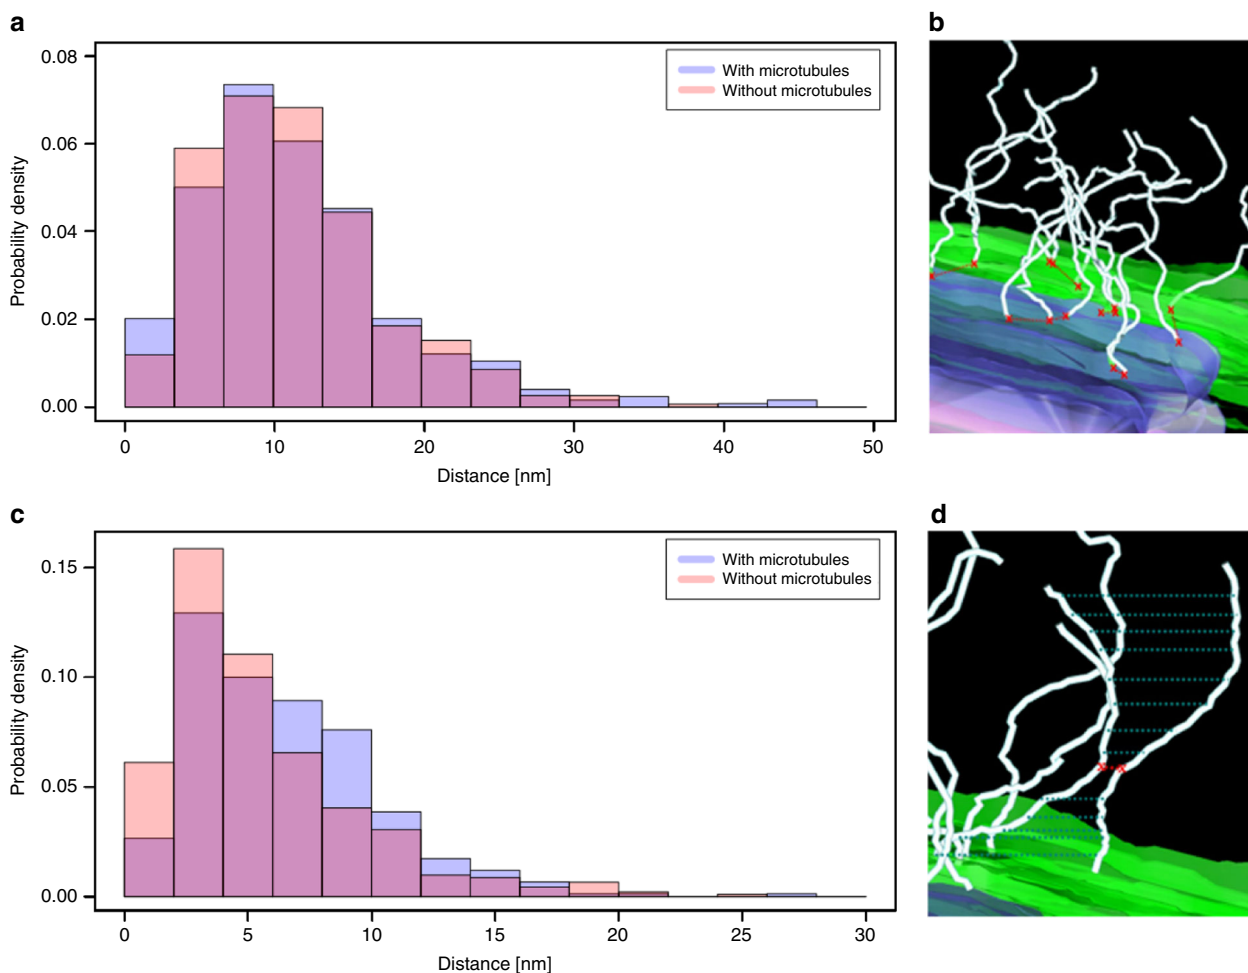 a
0.08
0.06
0.04
0.02
0.00
Probability density
0
10
20
30
40
50
Distance [nm]
With microtubules
Without microtubules
b
c
0.15
0.10
0.05
0.00
Probability density
0
5
10
15
20
25
30
Distance [nm]
With microtubules
Without microtubules
d